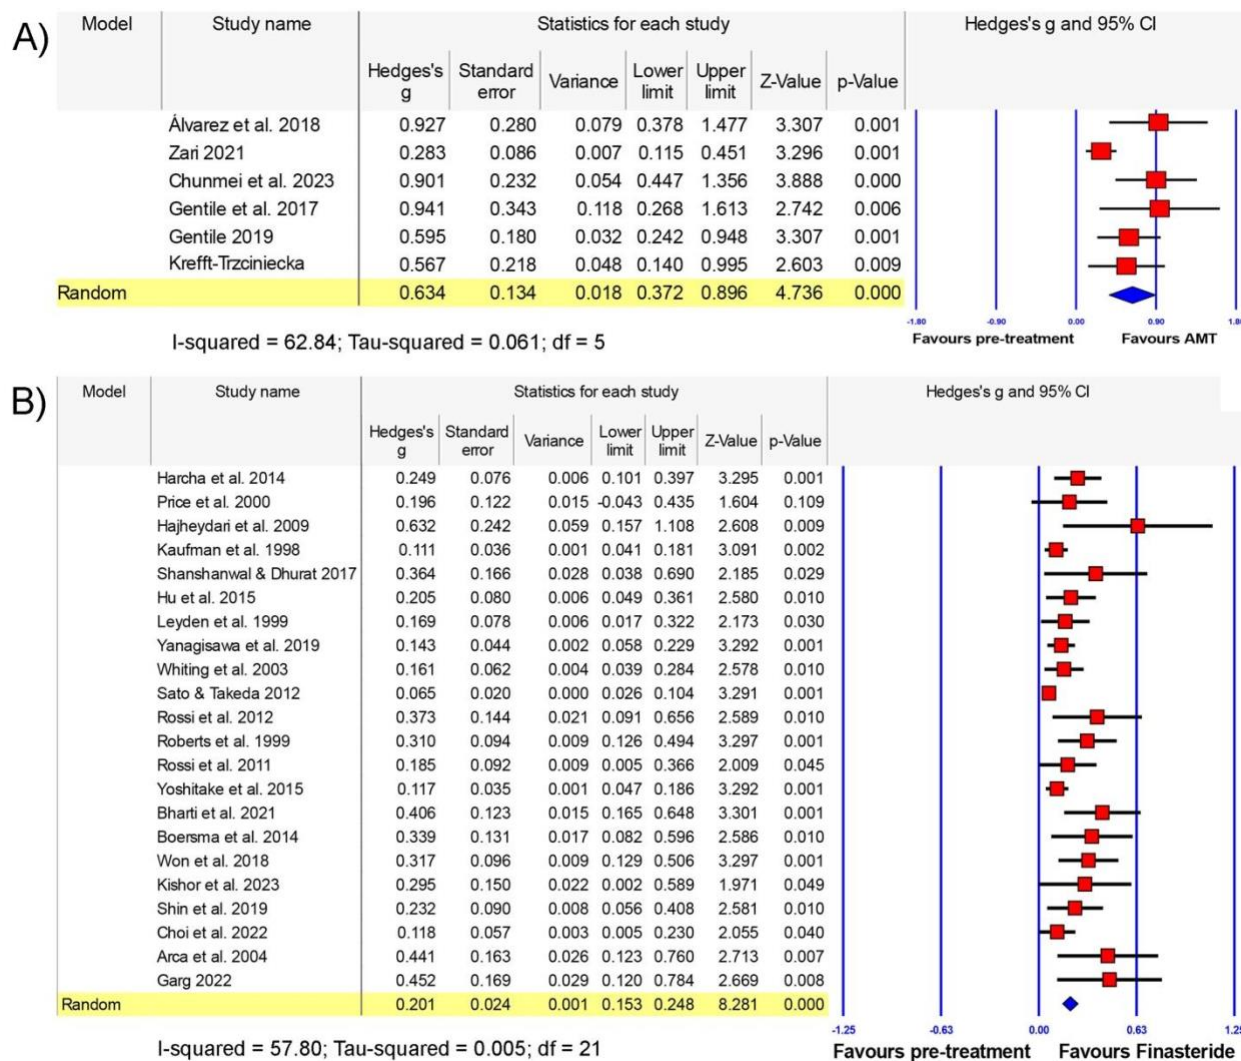 A)
Model Study name Statistics for each study Hedges's g and 95% CI
Hedges's g Standard error Variance Lower limit Upper limit Z-Value p-Value
Álvarez et al. 2018 0.927 0.280 0.079 0.378 1.477 3.307 0.001
Zari 2021 0.283 0.086 0.007 0.115 0.451 3.296 0.001
Chunmei et al. 2023 0.901 0.232 0.054 0.447 1.356 3.888 0.000
Gentile et al. 2017 0.941 0.343 0.118 0.268 1.613 2.742 0.006
Gentile 2019 0.595 0.180 0.032 0.242 0.948 3.307 0.001
Krefft-Trzciniecka 0.567 0.218 0.048 0.140 0.995 2.603 0.009
Random 0.634 0.134 0.018 0.372 0.896 4.736 0.000
-1.80 -0.90 0.00 0.90
Favours pre-treatment Favours AMT
I-squared = 62.84; Tau-squared = 0.061; df = 5
B)
Model Study name Statistics for each study Hedges's g and 95% CI
Hedges's g Standard error Variance Lower limit Upper limit Z-Value p-Value
Harcha et al. 2014 0.249 0.076 0.006 0.101 0.397 3.295 0.001
Price et al. 2000 0.196 0.122 0.015 -0.043 0.435 1.604 0.109
Hajheydari et al. 2009 0.632 0.242 0.059 0.157 1.108 2.608 0.009
Kaufman et al. 1998 0.111 0.036 0.001 0.041 0.181 3.091 0.002
Shanshanwal & Dhurat 2017 0.364 0.166 0.028 0.038 0.690 2.185 0.029
Hu et al. 2015 0.205 0.080 0.006 0.049 0.361 2.580 0.010
Leyden et al. 1999 0.169 0.078 0.006 0.017 0.322 2.173 0.030
Yanagisawa et al. 2019 0.143 0.044 0.002 0.058 0.229 3.292 0.001
Whiting et al. 2003 0.161 0.062 0.004 0.039 0.284 2.578 0.010
Sato & Takeda 2012 0.065 0.020 0.000 0.026 0.104 3.291 0.001
Rossi et al. 2012 0.373 0.144 0.021 0.091 0.656 2.589 0.010
Roberts et al. 1999 0.310 0.094 0.009 0.126 0.494 3.297 0.001
Rossi et al. 2011 0.185 0.092 0.009 0.005 0.366 2.009 0.045
Yoshitake et al. 2015 0.117 0.035 0.001 0.047 0.186 3.292 0.001
Bharti et al. 2021 0.406 0.123 0.015 0.165 0.648 3.301 0.001
Boersma et al. 2014 0.339 0.131 0.017 0.082 0.596 2.586 0.010
Won et al. 2018 0.317 0.096 0.009 0.129 0.506 3.297 0.001
Kishor et al. 2023 0.295 0.150 0.022 0.002 0.589 1.971 0.049
Shin et al. 2019 0.232 0.090 0.008 0.056 0.408 2.581 0.010
Choi et al. 2022 0.118 0.057 0.003 0.005 0.230 2.055 0.040
Arca et al. 2004 0.441 0.163 0.026 0.123 0.760 2.713 0.007
Garg 2022 0.452 0.169 0.029 0.120 0.784 2.669 0.008
Random 0.201 0.024 0.001 0.153 0.248 8.281 0.000
-1.25 -0.63 0.00 0.63 1.25
Favours pre-treatment Favours Finasteride
I-squared = 57.80; Tau-squared = 0.005; df = 21